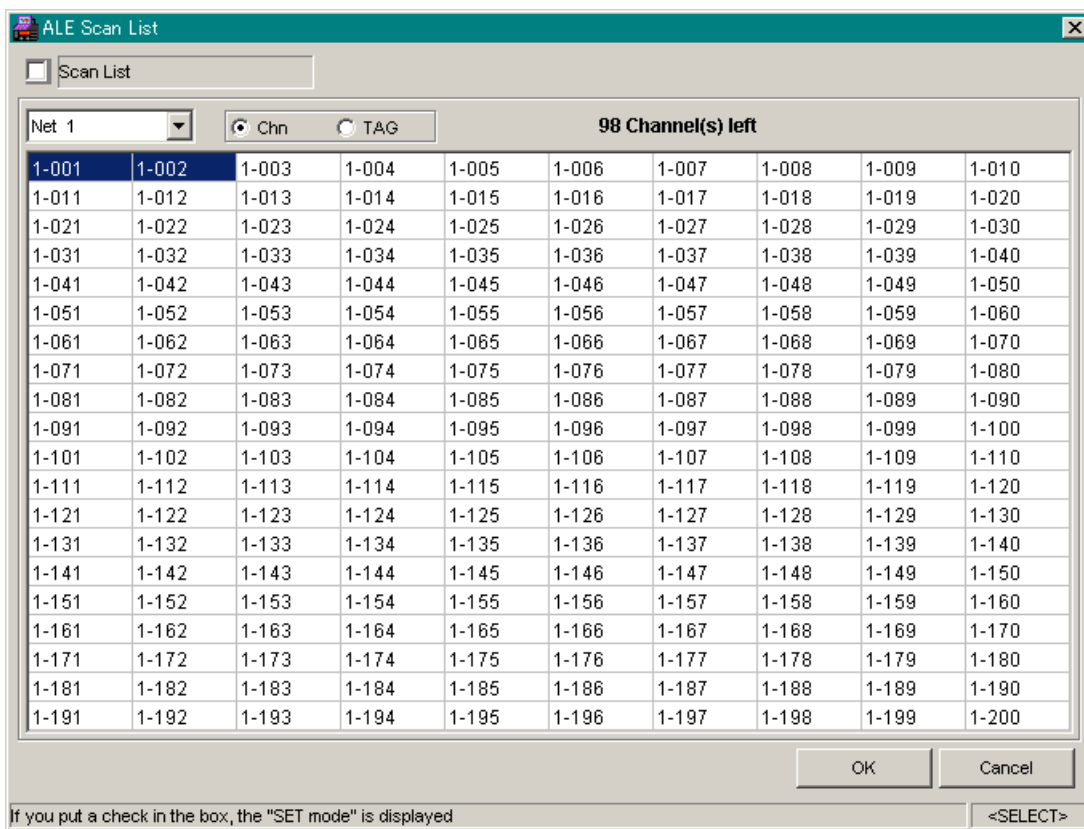 ALE Scan List
Scan List
Net 1 Chn TAG 98 Channel(s) left
1-001 1-002 1-003 1-004 1-005 1-006 1-007 1-008 1-009 1-010
1-011 1-012 1-013 1-014 1-015 1-016 1-017 1-018 1-019 1-020
1-021 1-022 1-023 1-024 1-025 1-026 1-027 1-028 1-029 1-030
1-031 1-032 1-033 1-034 1-035 1-036 1-037 1-038 1-039 1-040
1-041 1-042 1-043 1-044 1-045 1-046 1-047 1-048 1-049 1-050
1-051 1-052 1-053 1-054 1-055 1-056 1-057 1-058 1-059 1-060
1-061 1-062 1-063 1-064 1-065 1-066 1-067 1-068 1-069 1-070
1-071 1-072 1-073 1-074 1-075 1-076 1-077 1-078 1-079 1-080
1-081 1-082 1-083 1-084 1-085 1-086 1-087 1-088 1-089 1-090
1-091 1-092 1-093 1-094 1-095 1-096 1-097 1-098 1-099 1-100
1-101 1-102 1-103 1-104 1-105 1-106 1-107 1-108 1-109 1-110
1-111 1-112 1-113 1-114 1-115 1-116 1-117 1-118 1-119 1-120
1-121 1-122 1-123 1-124 1-125 1-126 1-127 1-128 1-129 1-130
1-131 1-132 1-133 1-134 1-135 1-136 1-137 1-138 1-139 1-140
1-141 1-142 1-143 1-144 1-145 1-146 1-147 1-148 1-149 1-150
1-151 1-152 1-153 1-154 1-155 1-156 1-157 1-158 1-159 1-160
1-161 1-162 1-163 1-164 1-165 1-166 1-167 1-168 1-169 1-170
1-171 1-172 1-173 1-174 1-175 1-176 1-177 1-178 1-179 1-180
1-181 1-182 1-183 1-184 1-185 1-186 1-187 1-188 1-189 1-190
1-191 1-192 1-193 1-194 1-195 1-196 1-197 1-198 1-199 1-200
OK Cancel
If you put a check in the box, the "SET mode" is displayed <SELECT>